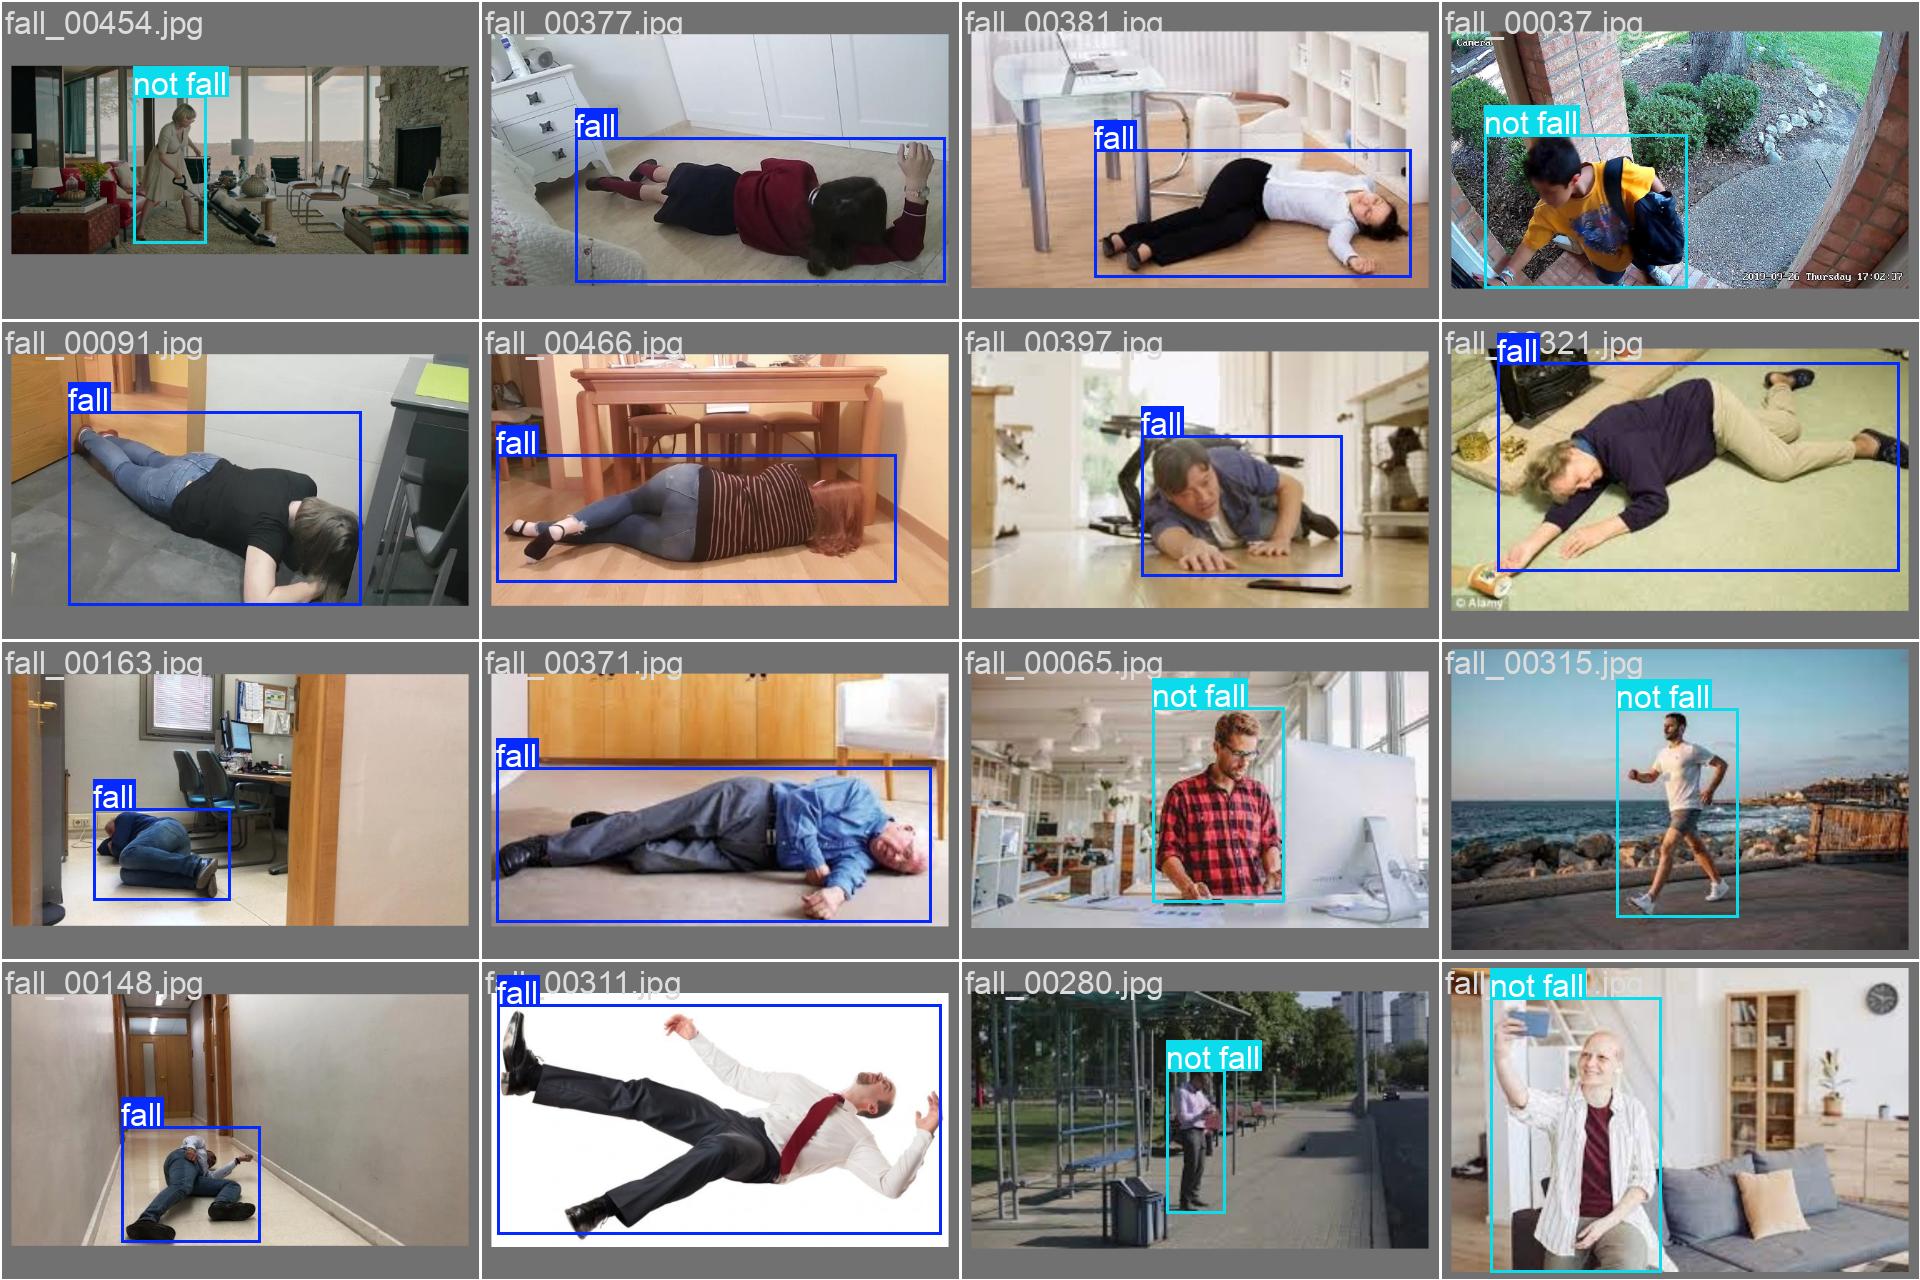 fall_00454.jpg
not fall
fall_00377.jpg
fall
fall_00381.jpg
fall
fall_00037.jpg
Camera
not fall
2019-09-26 Thursday 17:02:37
fall_00091.jpg
fall
fall_00466.jpg
fall
fall_00397.jpg
fall
fall_00321.jpg
fall
© Alamy
fall_00163.jpg
fall
fall_00371.jpg
fall
fall_00065.jpg
not fall
fall_00315.jpg
not fall
fall_00148.jpg
fall
fall_00311.jpg
fall
fall_00280.jpg
not fall
not fall